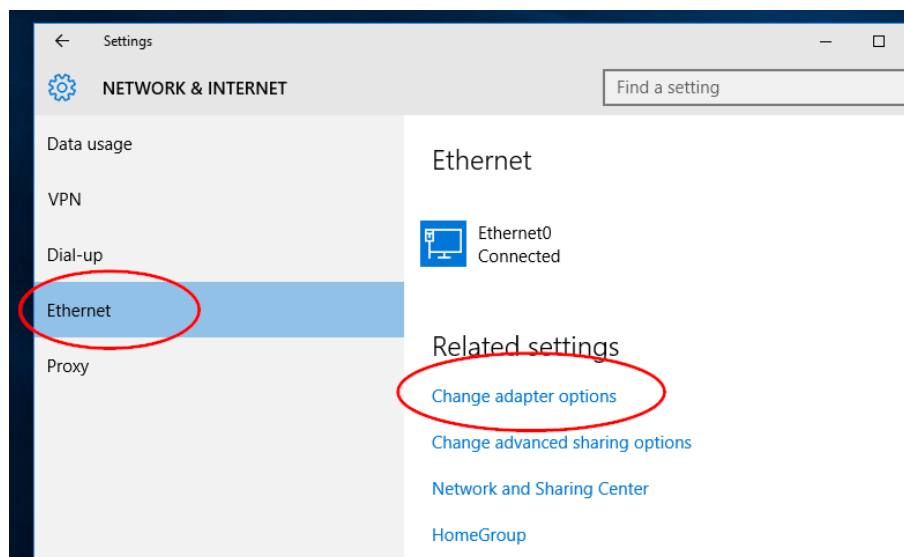 Settings
NETWORK & INTERNET
Find a setting
Data usage
VPN
Dial-up
Ethernet
Proxy
Ethernet
Ethernet0
Connected
Related settings
Change adapter options
Change advanced sharing options
Network and Sharing Center
HomeGroup